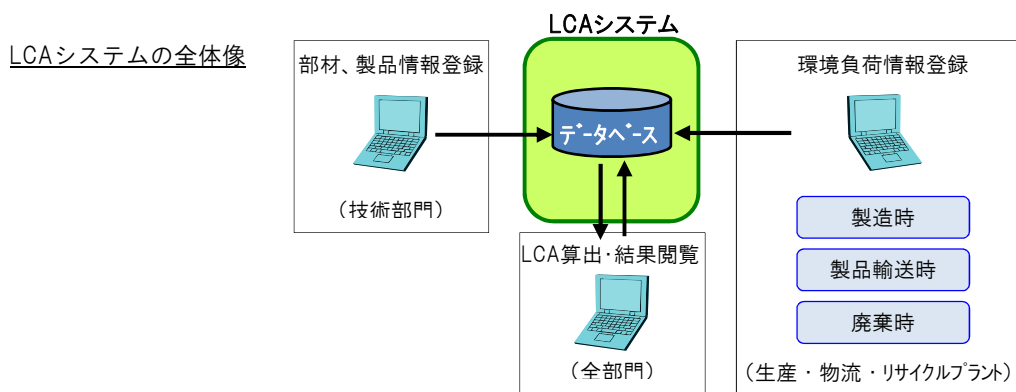 LCAシステムの全体像
LCAシステム
部材、製品情報登録
環境負荷情報登録
データベース
（技術部門）
製造時
LCA算出・結果閲覧
製品輸送時
廃棄時
（全部門）
（生産・物流・リサイクルプラント）